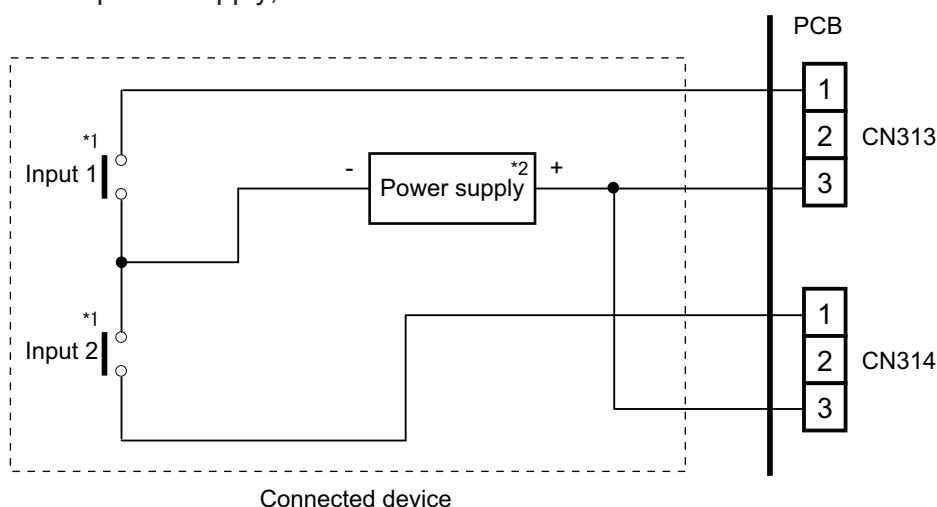 PCB
1
*1
2
CN313
Input 1
- Power supply *2 +
3
*1
1
Input 2
2
CN314
3
Connected device